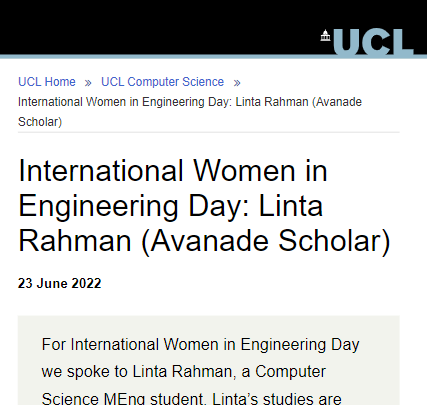 UCL
UCL Home » UCL Computer Science »
International Women in Engineering Day: Linta Rahman (Avanade
Scholar)
International Women in
Engineering Day: Linta
Rahman (Avanade Scholar)
23 June 2022
For International Women in Engineering Day
we spoke to Linta Rahman, a Computer
Science MEng student. Linta’s studies are